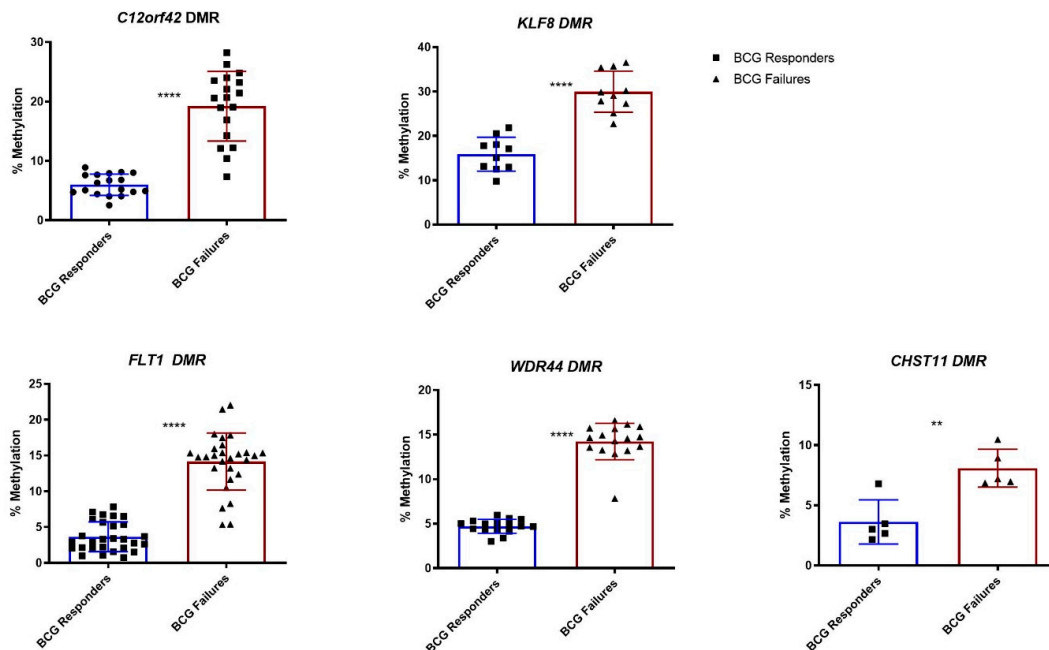 C12orf42 DMR
% Methylation
30
20
10
0
****
BCG Responders
BCG Failures
KLF8 DMR
% Methylation
40
30
20
10
0
****
BCG Responders
BCG Failures
BCG Responders
BCG Failures
FLT1 DMR
% Methylation
25
20
15
10
5
0
****
BCG Responders
BCG Failures
WDR44 DMR
% Methylation
20
15
10
5
0
****
BCG Responders
BCG Failures
CHST11 DMR
% Methylation
15
10
5
0
**
BCG Responders
BCG Failures